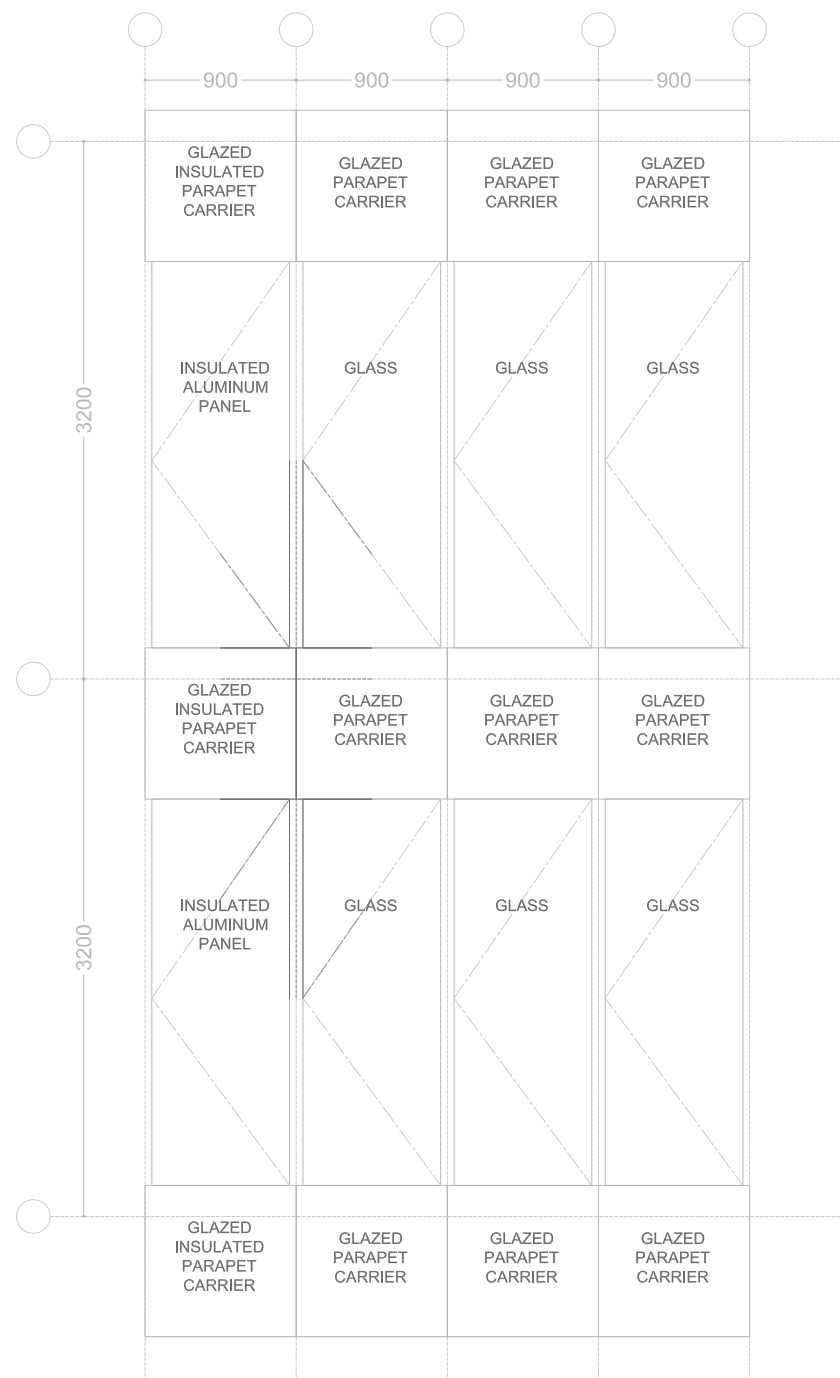 900
900
900
900
GLAZED
INSULATED
PARAPET
CARRIER
GLAZED
PARAPET
CARRIER
GLAZED
PARAPET
CARRIER
GLAZED
PARAPET
CARRIER
3200
INSULATED
ALUMINUM
PANEL
GLASS
GLASS
GLASS
GLAZED
INSULATED
PARAPET
CARRIER
GLAZED
PARAPET
CARRIER
GLAZED
PARAPET
CARRIER
GLAZED
PARAPET
CARRIER
3200
INSULATED
ALUMINUM
PANEL
GLASS
GLASS
GLASS
GLAZED
INSULATED
PARAPET
CARRIER
GLAZED
PARAPET
CARRIER
GLAZED
PARAPET
CARRIER
GLAZED
PARAPET
CARRIER